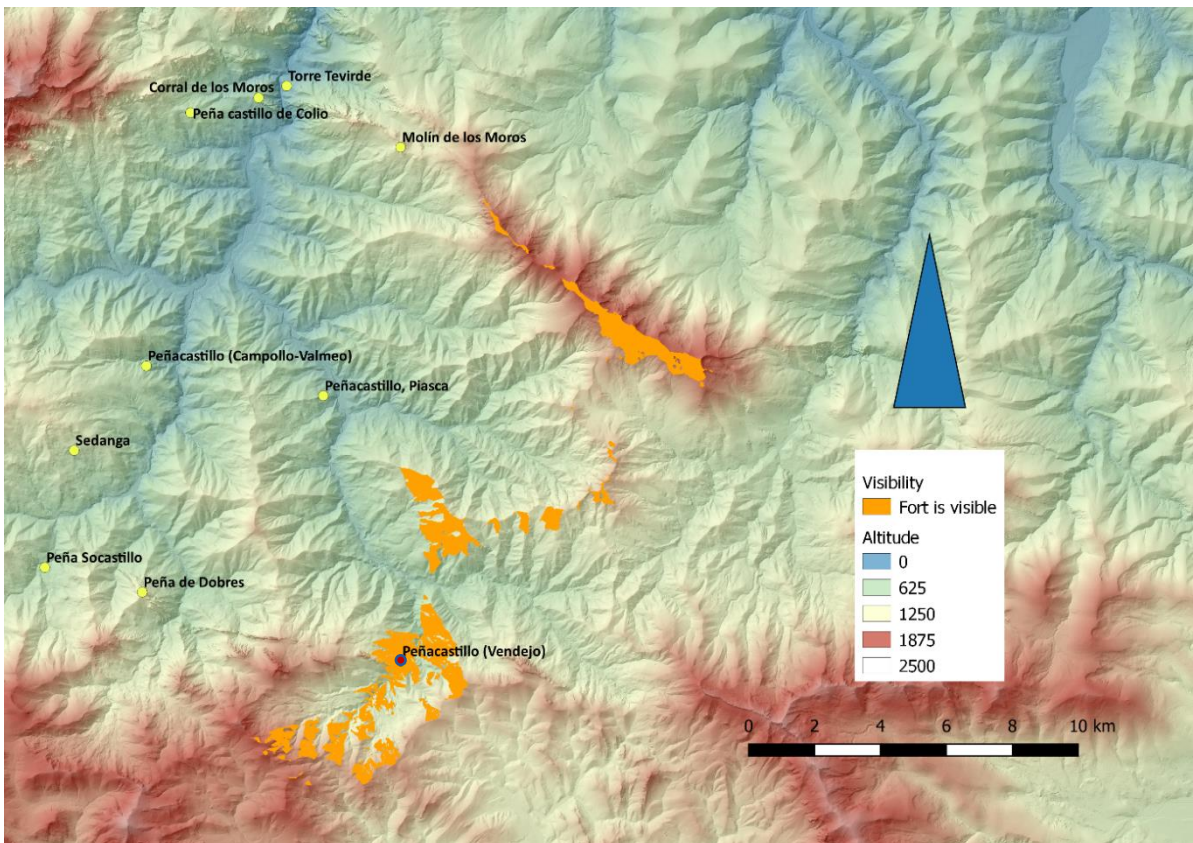 Torre Tevirde
Corral de los Moros
Peña castillo de Colio
Molín de los Moros
Peñacastillo (Campollo-Valmeo)
Peñacastillo, Piasca
Sedanga
Peña Socastillo
Peña de Dobres
Peñacastillo (Vendejo)
Visibility
Fort is visible
Altitude
0
625
1250
1875
2500
0 2 4 6 8 10 km